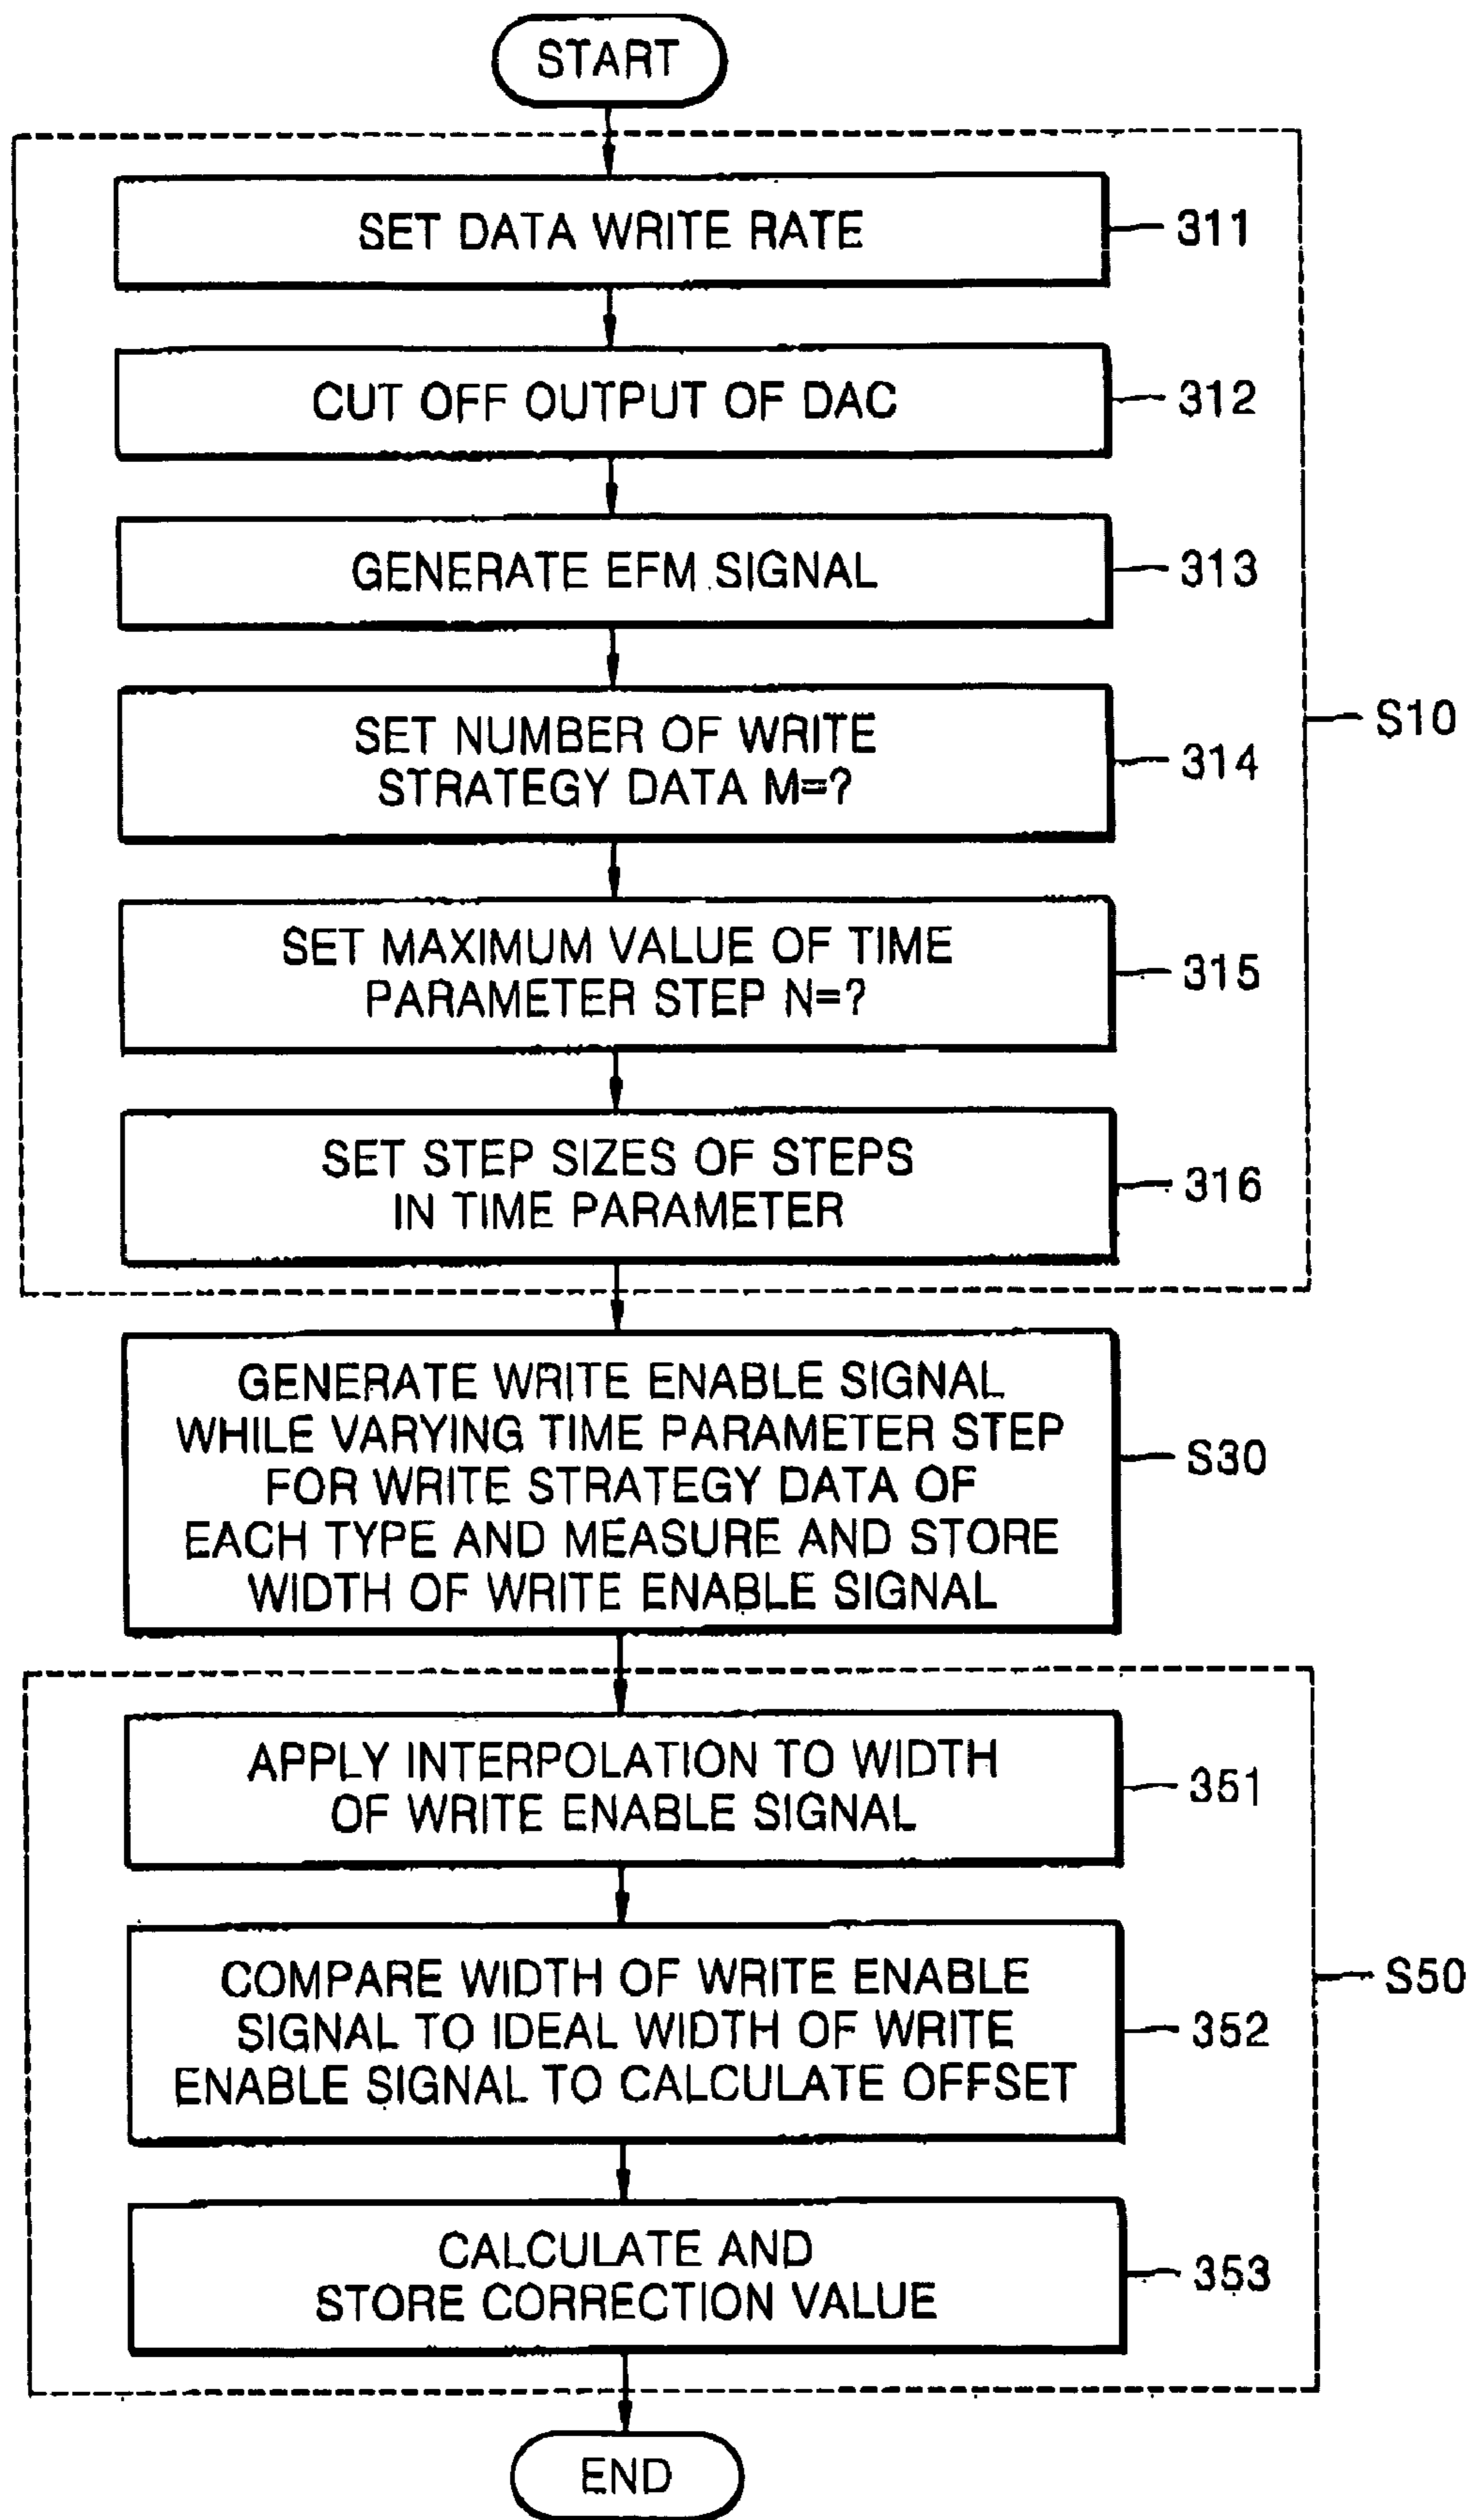 START
SET DATA WRITE RATE
311
CUT OFF OUTPUT OF DAC
312
GENERATE EFM SIGNAL
313
SET NUMBER OF WRITE
STRATEGY DATA M=?
314
S10
SET MAXIMUM VALUE OF TIME
PARAMETER STEP N=?
315
SET STEP SIZES OF STEPS
IN TIME PARAMETER
316
GENERATE WRITE ENABLE SIGNAL
WHILE VARYING TIME PARAMETER STEP
FOR WRITE STRATEGY DATA OF
EACH TYPE AND MEASURE AND STORE
WIDTH OF WRITE ENABLE SIGNAL
S30
APPLY INTERPOLATION TO WIDTH
OF WRITE ENABLE SIGNAL
351
COMPARE WIDTH OF WRITE ENABLE
SIGNAL TO IDEAL WIDTH OF WRITE
ENABLE SIGNAL TO CALCULATE OFFSET
352
S50
CALCULATE AND
STORE CORRECTION VALUE
353
END